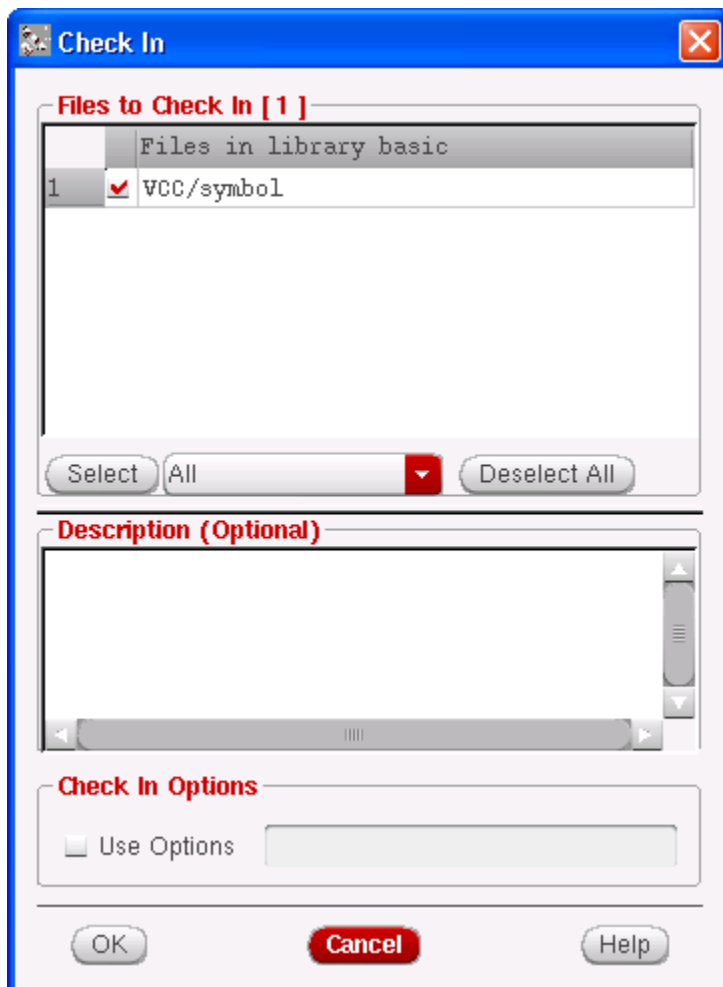 Check In
Files to Check In [ 1 ]
Files in library basic
1 VCC/symbol
Select All Deselect All
Description (Optional)
Check In Options
Use Options
OK Cancel Help